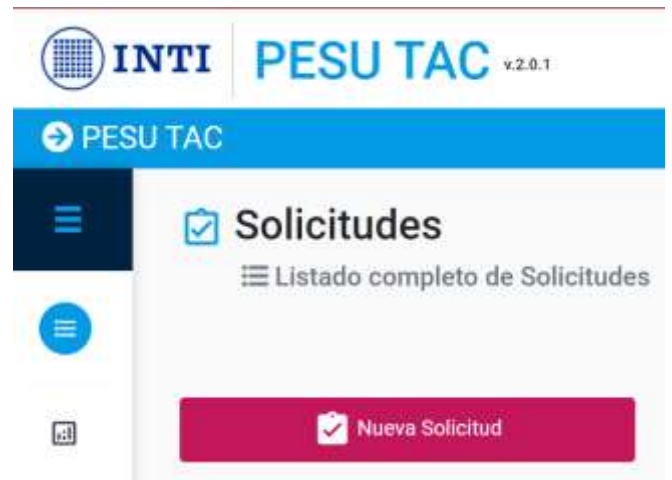 INTI PESU TAC v.2.0.1
PESU TAC
Solicitudes
Listado completo de Solicitudes
Nueva Solicitud